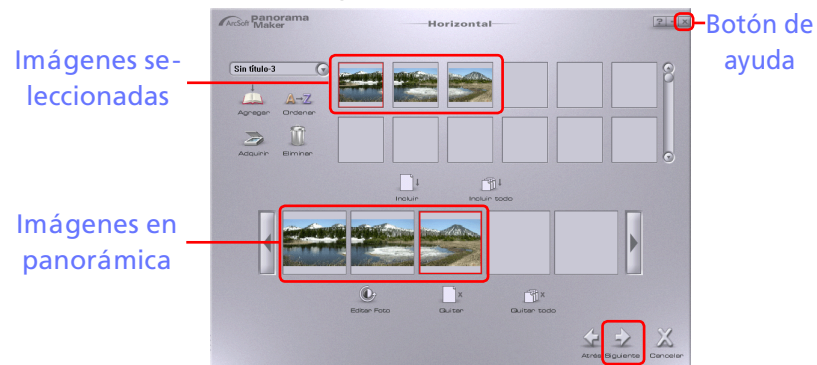 ArcSoft Panorama
Maker
Horizontal
? - X
Botón de
ayuda
Imágenes se-
leccionadas
Sin título-3
A-Z
Agregar Ordenar
Adquirir Eliminar
Incluir Incluir todo
Imágenes en
panorámica
Editar Foto Quitar Quitar todo
Atrás Siguiente Cancelar